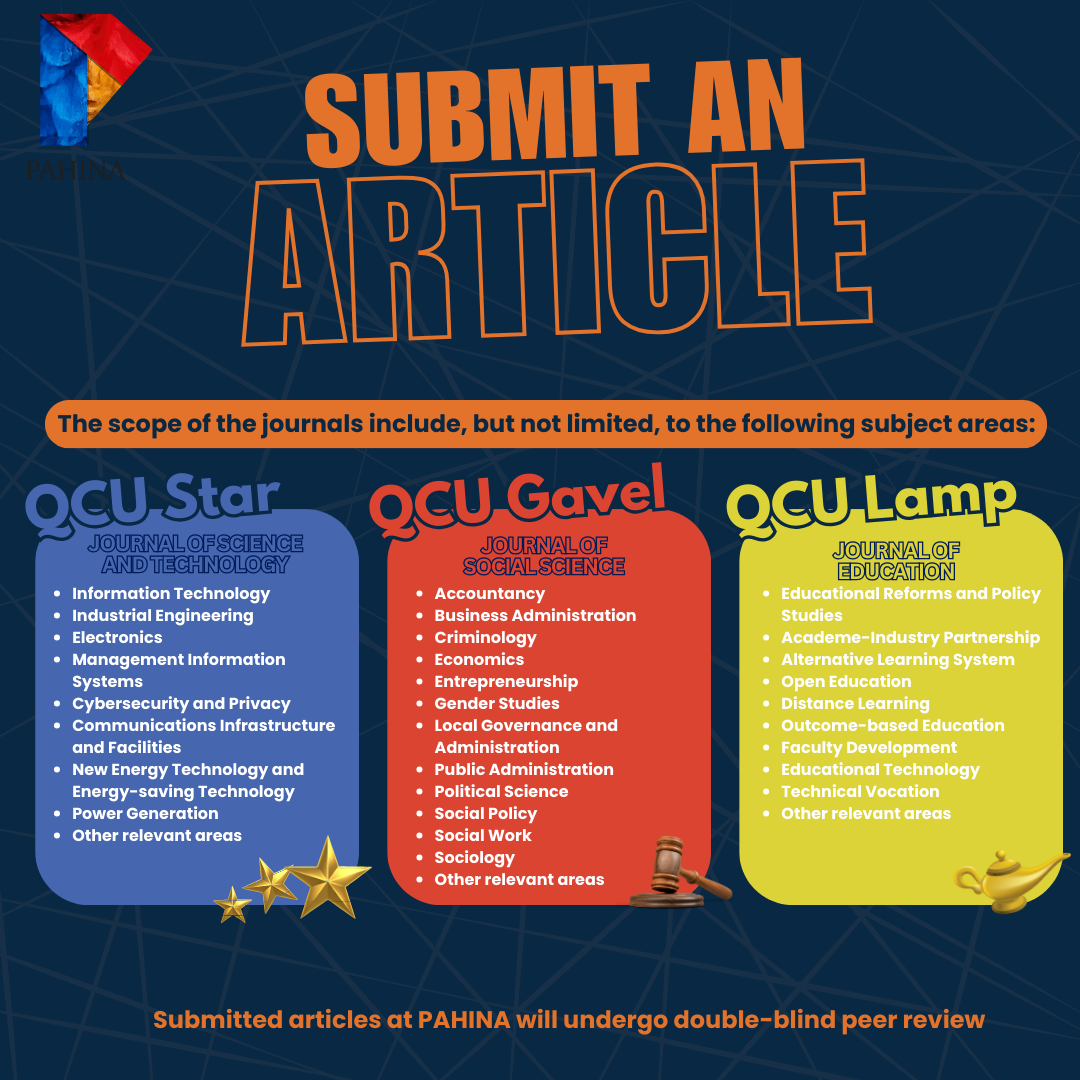 PAHINA
SUBMIT AN
ARTICLE
The scope of the journals include, but not limited, to the following subject areas:
QCU Star
JOURNAL OF SCIENCE
AND TECHNOLOGY
Information Technology
Industrial Engineering
Electronics
Management Information
Systems
Cybersecurity and Privacy
Communications Infrastructure
and Facilities
New Energy Technology and
Energy-saving Technology
Power Generation
Other relevant areas
QCU Gavel
JOURNAL OF
SOCIAL SCIENCE
Accountancy
Business Administration
Criminology
Economics
Entrepreneurship
Gender Studies
Local Governance and
Administration
Public Administration
Political Science
Social Policy
Social Work
Sociology
Other relevant areas
QCU Lamp
JOURNAL OF
EDUCATION
Educational Reforms and Policy
Studies
Academe-Industry Partnership
Alternative Learning System
Open Education
Distance Learning
Outcome-based Education
Faculty Development
Educational Technology
Technical Vocation
Other relevant areas
Submitted articles at PAHINA will undergo double-blind peer review